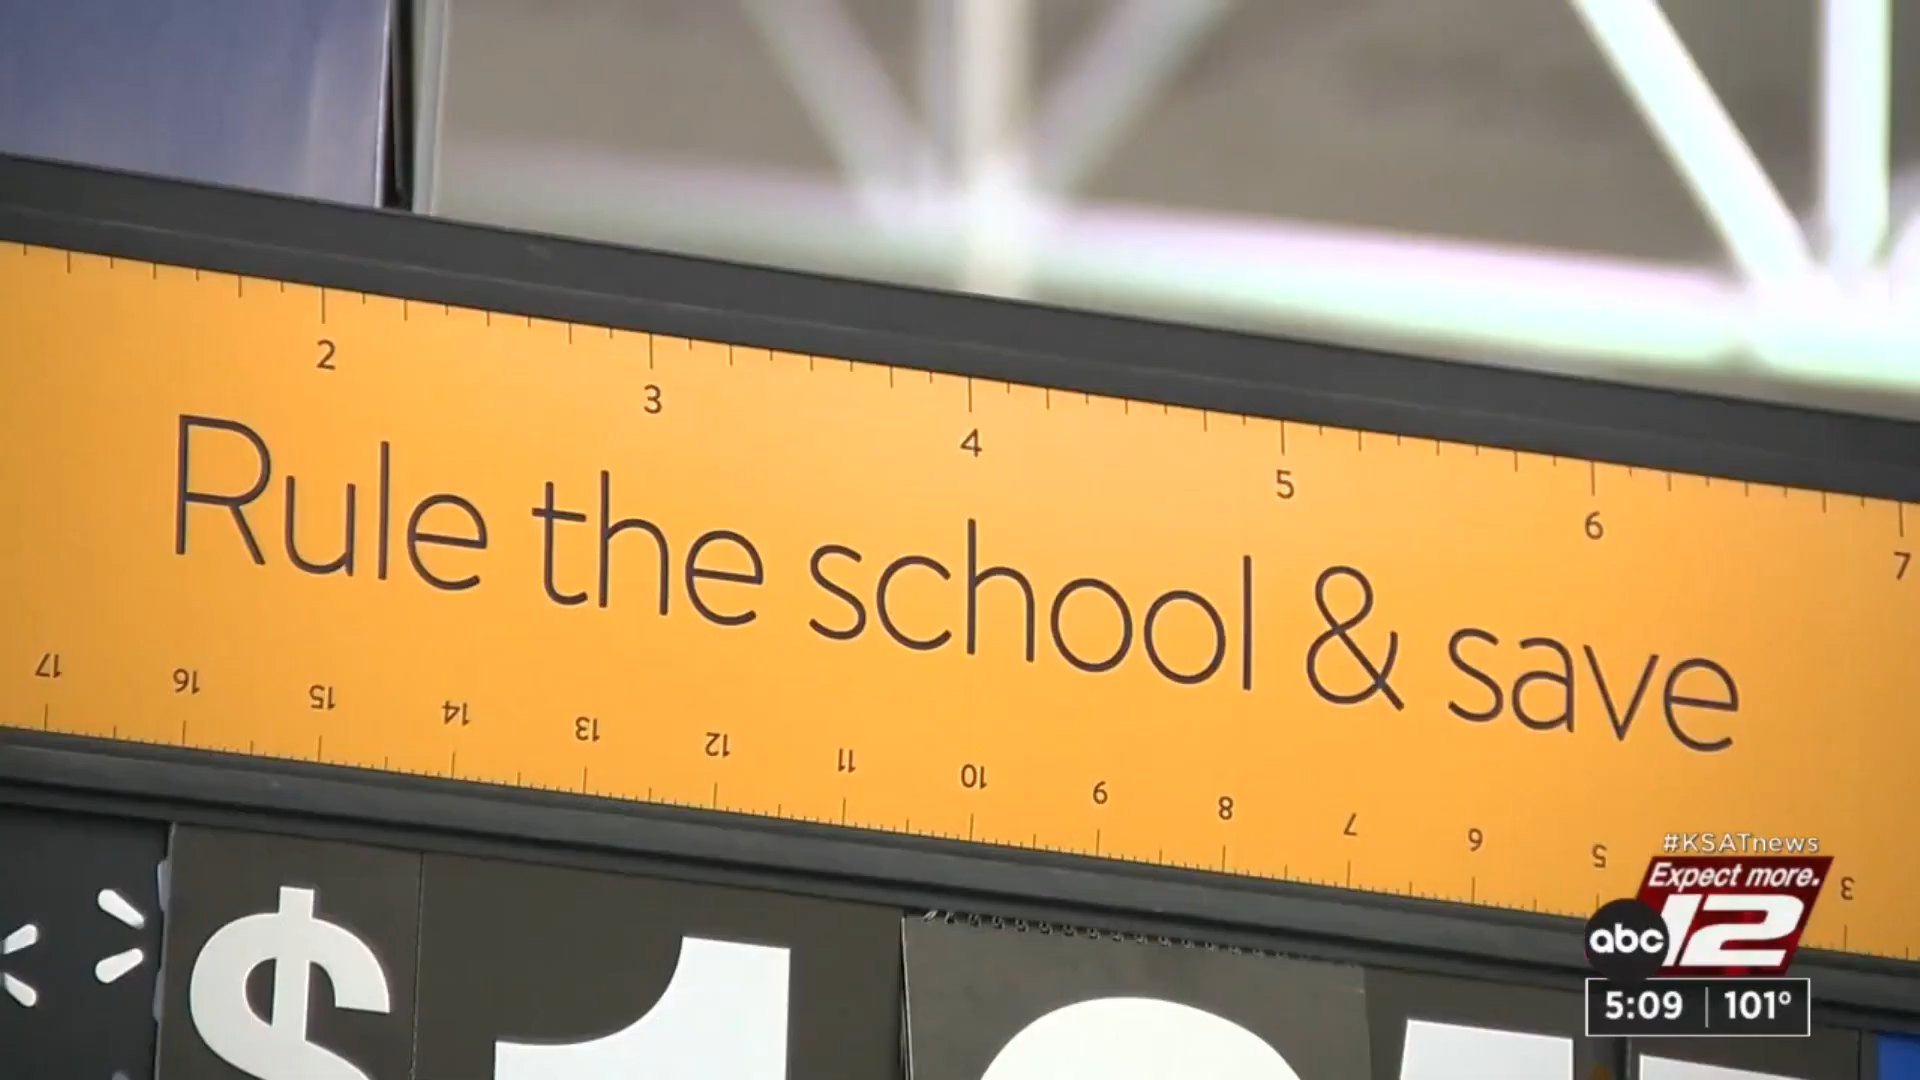 2 3 4 5 6 7
Rule the school & save
17 16 15 14 13 12 11 10 9 8 7 6 5 3
#KSATnews
Expect more.
abc 12
5:09 101°
$1